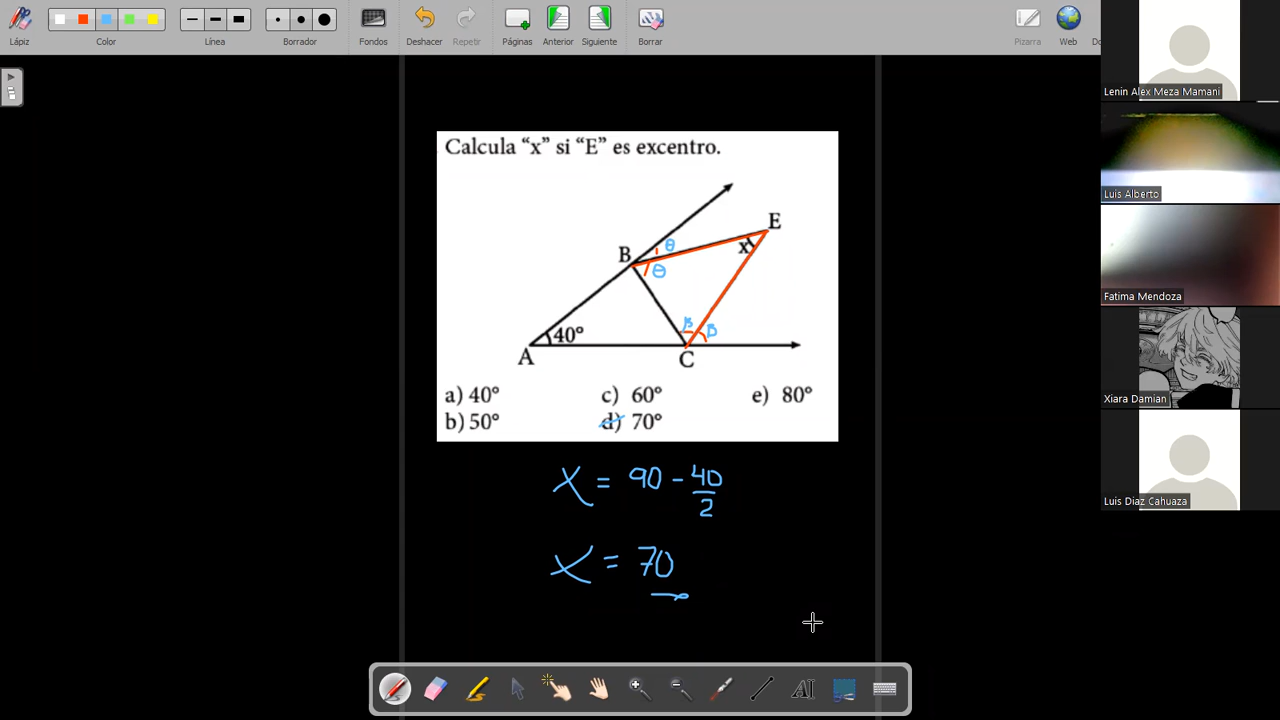 Lápiz
Color
Línea
Borrador
Fondos
Deshacer
Repetir
Páginas
Anterior
Siguiente
Borrar
Pizarra
Web
Lenin Alex Meza Mamani
Luis Alberto
Fatima Mendoza
Xiara Damian
Luis Diaz Cahuaza
Calcula “x” si “E” es excentro.
E
B
θ
θ
x
β
β
40°
A
C
a) 40° c) 60° e) 80°
b) 50° d) 70°
x = 90 - 40/2
x = 70
AI